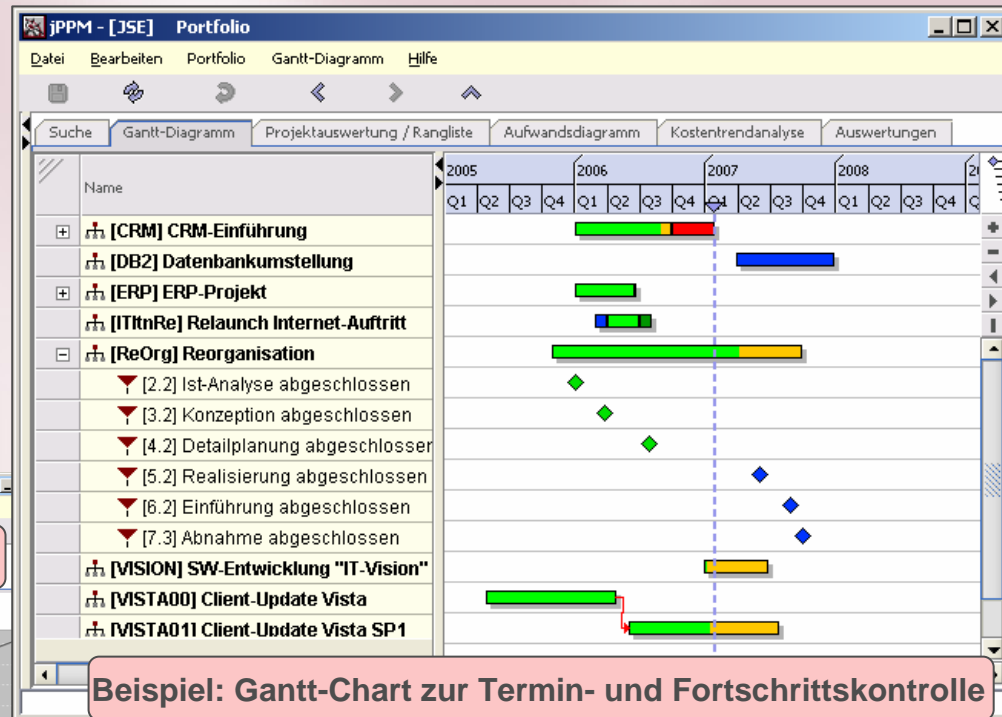 jPPM - [JSE] Portfolio
Datei Bearbeiten Portfolio Gantt-Diagramm Hilfe
Suche Gantt-Diagramm Projektauswertung / Rangliste Aufwandsdiagramm Kostentrendanalyse Auswertungen
Name
2005 2006 2007 2008
Q1 Q2 Q3 Q4 Q1 Q2 Q3 Q4 Q1 Q2 Q3 Q4 Q1 Q2 Q3 Q4
[CRM] CRM-Einführung
[DB2] Datenbankumstellung
[ERP] ERP-Projekt
[ITItnRe] Relaunch Internet-Auftritt
[ReOrg] Reorganisation
[2.2] Ist-Analyse abgeschlossen
[3.2] Konzeption abgeschlossen
[4.2] Detailplanung abgeschlossen
[5.2] Realisierung abgeschlossen
[6.2] Einführung abgeschlossen
[7.3] Abnahme abgeschlossen
[VISION] SW-Entwicklung "IT-Vision"
[VISTA00] Client-Update Vista
[VISTA01] Client-Update Vista SP1
Beispiel: Gantt-Chart zur Termin- und Fortschrittskontrolle